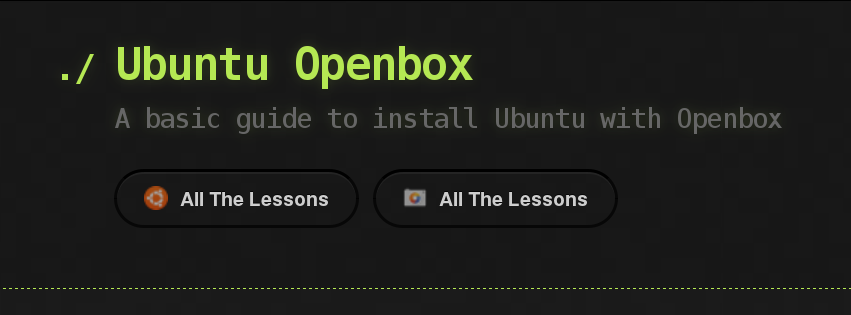 ./ Ubuntu Openbox
A basic guide to install Ubuntu with Openbox
All The Lessons All The Lessons